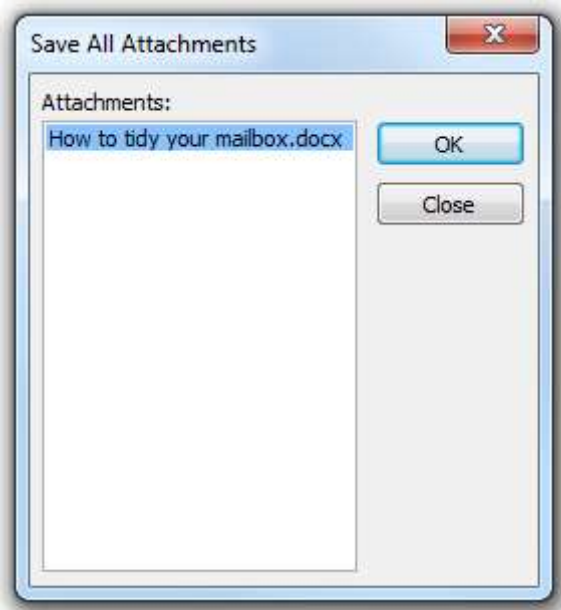 Save All Attachments
Attachments:
How to tidy your mailbox.docx
OK
Close